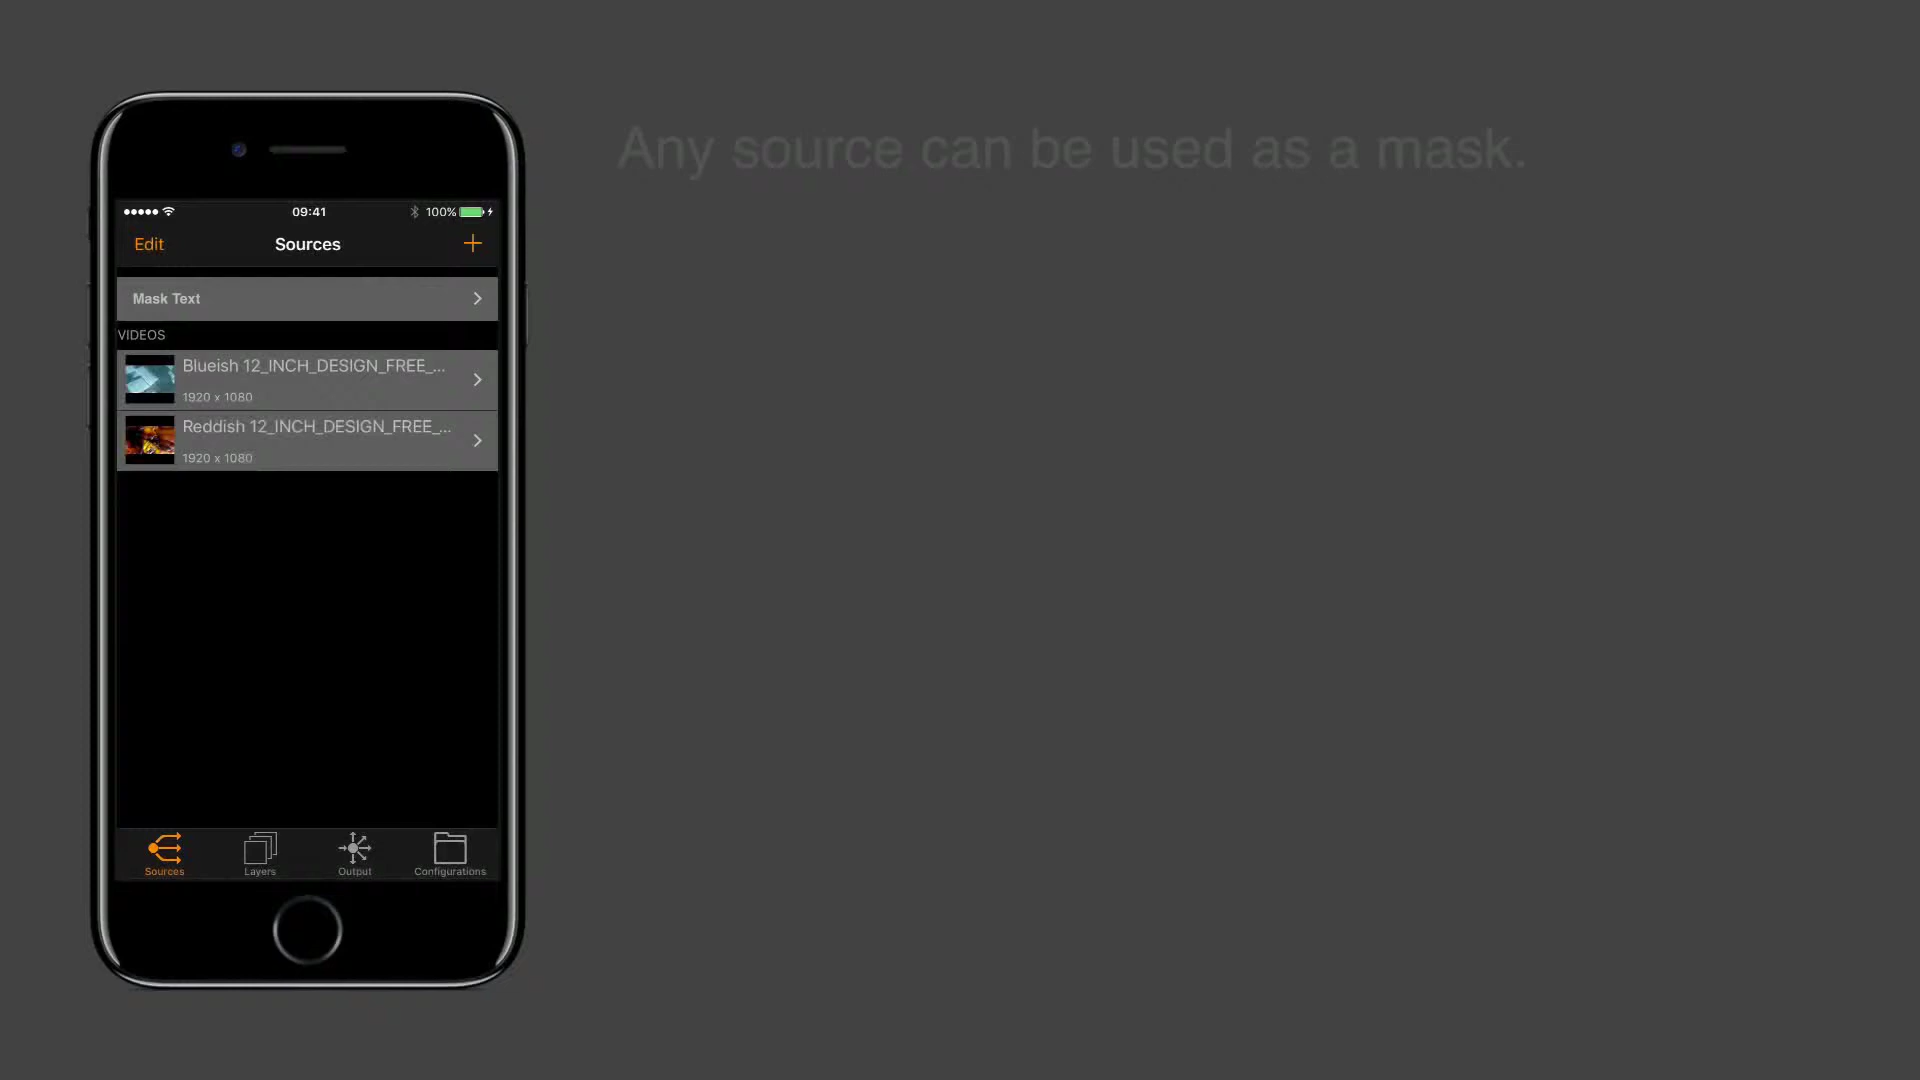 Any source can be used as a mask.
09:41
100%
Edit
Sources
Mask Text
VIDEOS
Blueish 12_INCH_DESIGN_FREE_...
1920 x 1080
Reddish 12_INCH_DESIGN_FREE_...
1920 x 1080
Sources
Layers
Output
Configurations